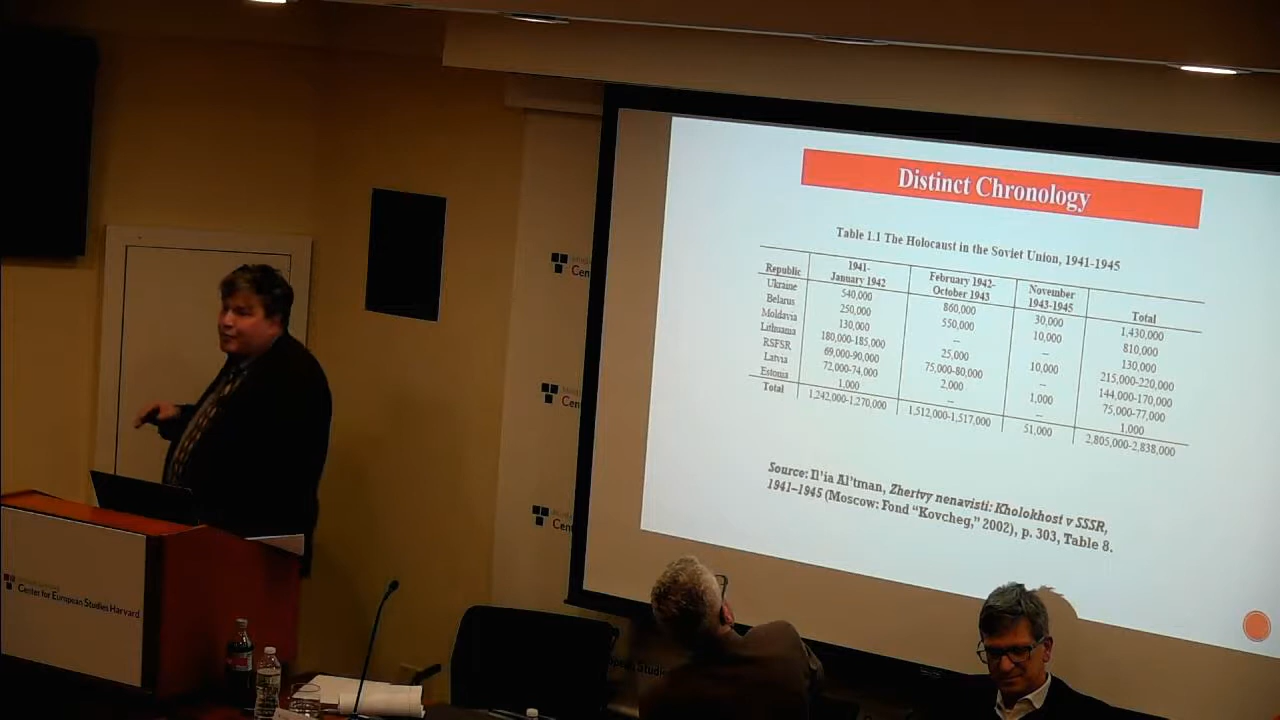 Distinct Chronology
Table 1.1 The Holocaust in the Soviet Union, 1941-1945
Republic 1941-January 1942 February 1942-October 1943 November 1943-1945 Total
Ukraine 540,000 860,000 30,000 1,430,000
Belarus 250,000 550,000 10,000 810,000
Moldavia 130,000 – – 130,000
Lithuania 180,000-185,000 25,000 10,000 215,000-220,000
RSFSR 69,000-90,000 75,000-80,000 – 144,000-170,000
Latvia 72,000-74,000 2,000 1,000 75,000-77,000
Estonia 1,000 – – 1,000
Total 1,242,000-1,270,000 1,512,000-1,517,000 51,000 2,805,000-2,838,000
Source: Il'ia Al'tman, Zhertvy nenavisti: Kholokhost v SSSR,
1941–1945 (Moscow: Fond "Kovcheg," 2002), p. 303, Table 8.
Cen
Cen
Cen
Center for European Studies Harvard